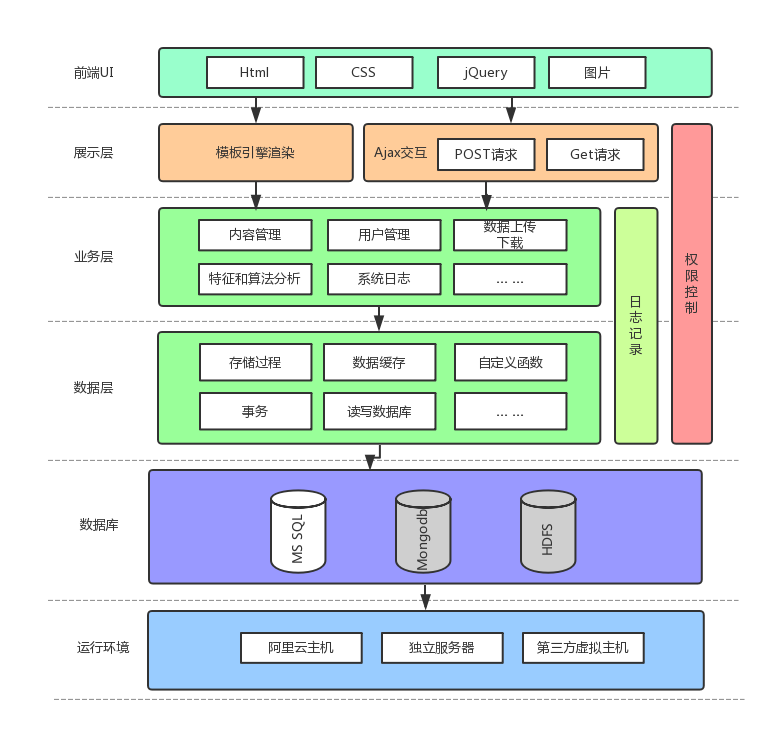 前端UI
Html
CSS
jQuery
图片
展示层
模板引擎渲染
Ajax交互
POST请求
Get请求
业务层
内容管理
用户管理
数据上传
下载
特征和算法分析
系统日志
... ...
日志记录
权限控制
数据层
存储过程
数据缓存
自定义函数
事务
读写数据库
... ...
数据库
MS SQL
Mongodb
HDFS
运行环境
阿里云主机
独立服务器
第三方虚拟主机